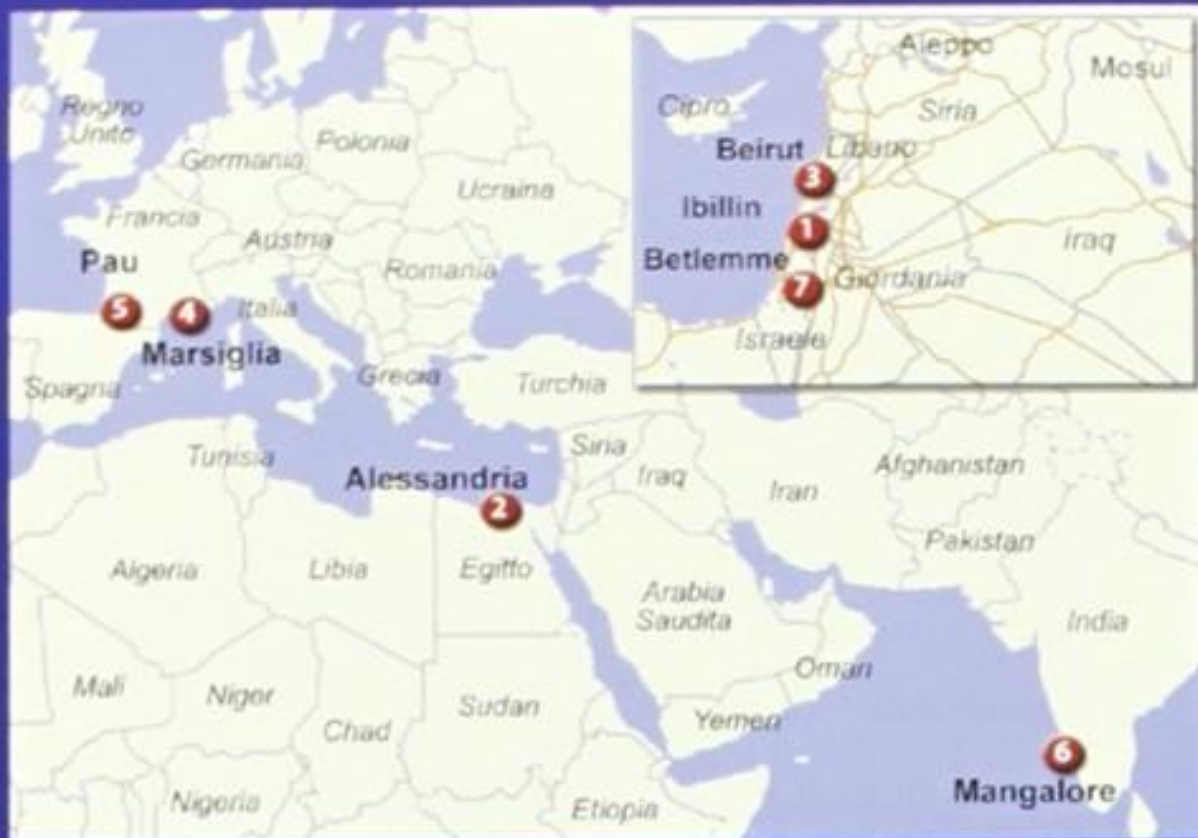 Regno
Unito
Polonia
Germania
Ucraina
Francia
Austria
Romania
Pau
5
4
Italia
Marsiglia
Spagna
Grecia
Turchia
Aleppo
Mosul
Cipro
Siria
Beirut
Libano
3
Ibillin
1
Iraq
Betlemme
7
Giordania
Israele
Tunisia
Siria
Alessandria
2
Iraq
Iran
Afghanistan
Pakistan
Algeria
Libia
Egitto
Arabia
Saudita
India
Oman
Mali
Niger
Chad
Sudan
Yemen
6
Mangalore
Nigeria
Etiopia